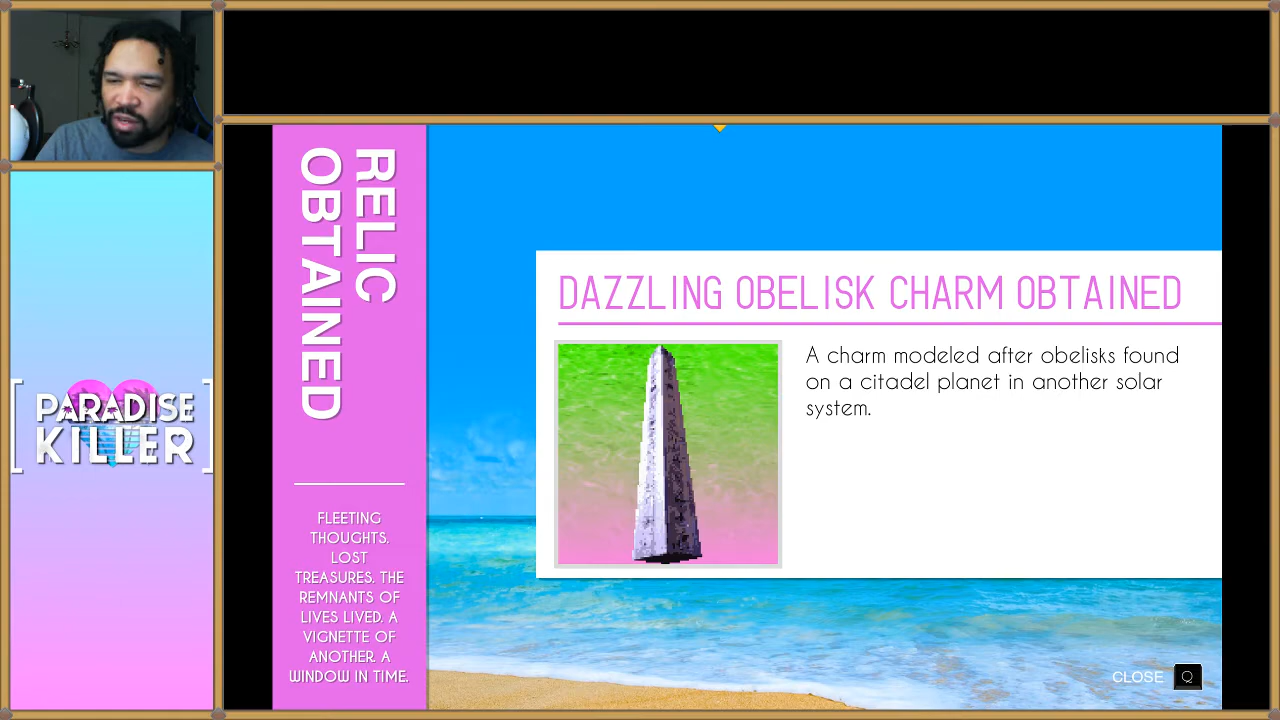 RELIC
OBTAINED
FLEETING
THOUGHTS.
LOST
TREASURES. THE
REMNANTS OF
LIVES LIVED. A
VIGNETTE OF
ANOTHER. A
WINDOW IN TIME.
DAZZLING OBELISK CHARM OBTAINED
A charm modeled after obelisks found
on a citadel planet in another solar
system.
CLOSE Q
[PARADISE
KILLER]